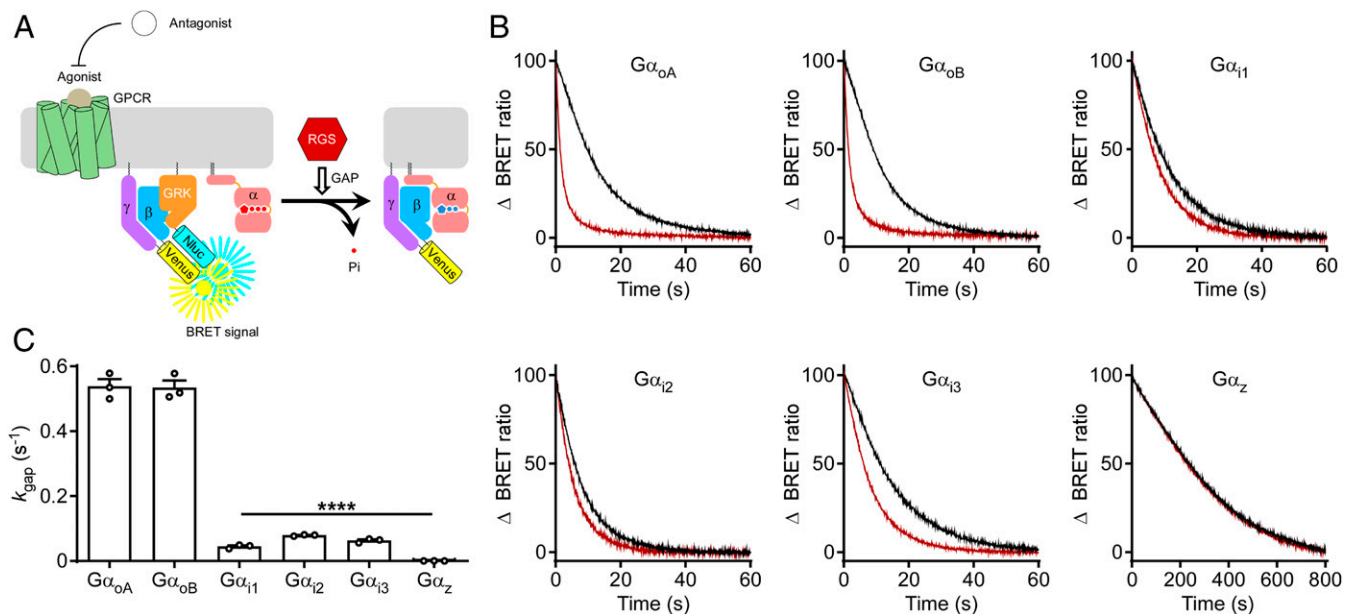 A
Antagonist
Agonist
GPCR
RGS
GAP
γ
β
GRK
α
Nluc
Venus
BRET signal
Pi
γ
β
α
Venus
B
GαoA
Δ BRET ratio
100
50
0
0 20 40 60
Time (s)
GαoB
Δ BRET ratio
100
50
0
0 20 40 60
Time (s)
Gαi1
Δ BRET ratio
100
50
0
0 20 40 60
Time (s)
Gαi2
Δ BRET ratio
100
50
0
0 20 40 60
Time (s)
Gαi3
Δ BRET ratio
100
50
0
0 20 40 60
Time (s)
Gαz
Δ BRET ratio
100
50
0
0 200 400 600 800
Time (s)
C
kgap (s-1)
0.6
0.4
0.2
0
****
GαoA GαoB Gαi1 Gαi2 Gαi3 Gαz